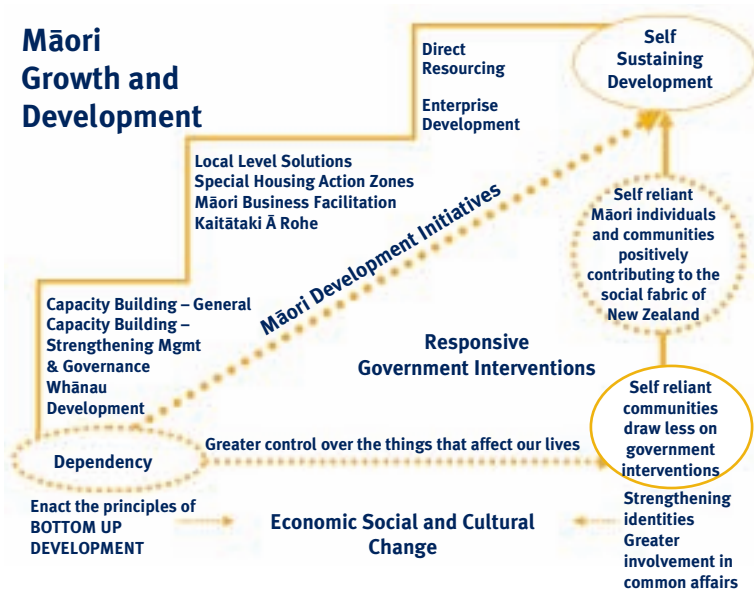 Māori
Growth and
Development
Direct
Resourcing
Enterprise
Development
Self
Sustaining
Development
Local Level Solutions
Special Housing Action Zones
Māori Business Facilitation
Kaitātaki Ā Rohe
Māori Development Initiatives
Self reliant
Māori individuals
and communities
positively
contributing to the
social fabric of
New Zealand
Capacity Building – General
Capacity Building –
Strengthening Mgmt
& Governance
Whānau
Development
Responsive
Government Interventions
Self reliant
communities
draw less on
government
interventions
Dependency
Greater control over the things that affect our lives
Enact the principles of
BOTTOM UP
DEVELOPMENT
Economic Social and Cultural
Change
Strengthening
identities
Greater
involvement in
common affairs